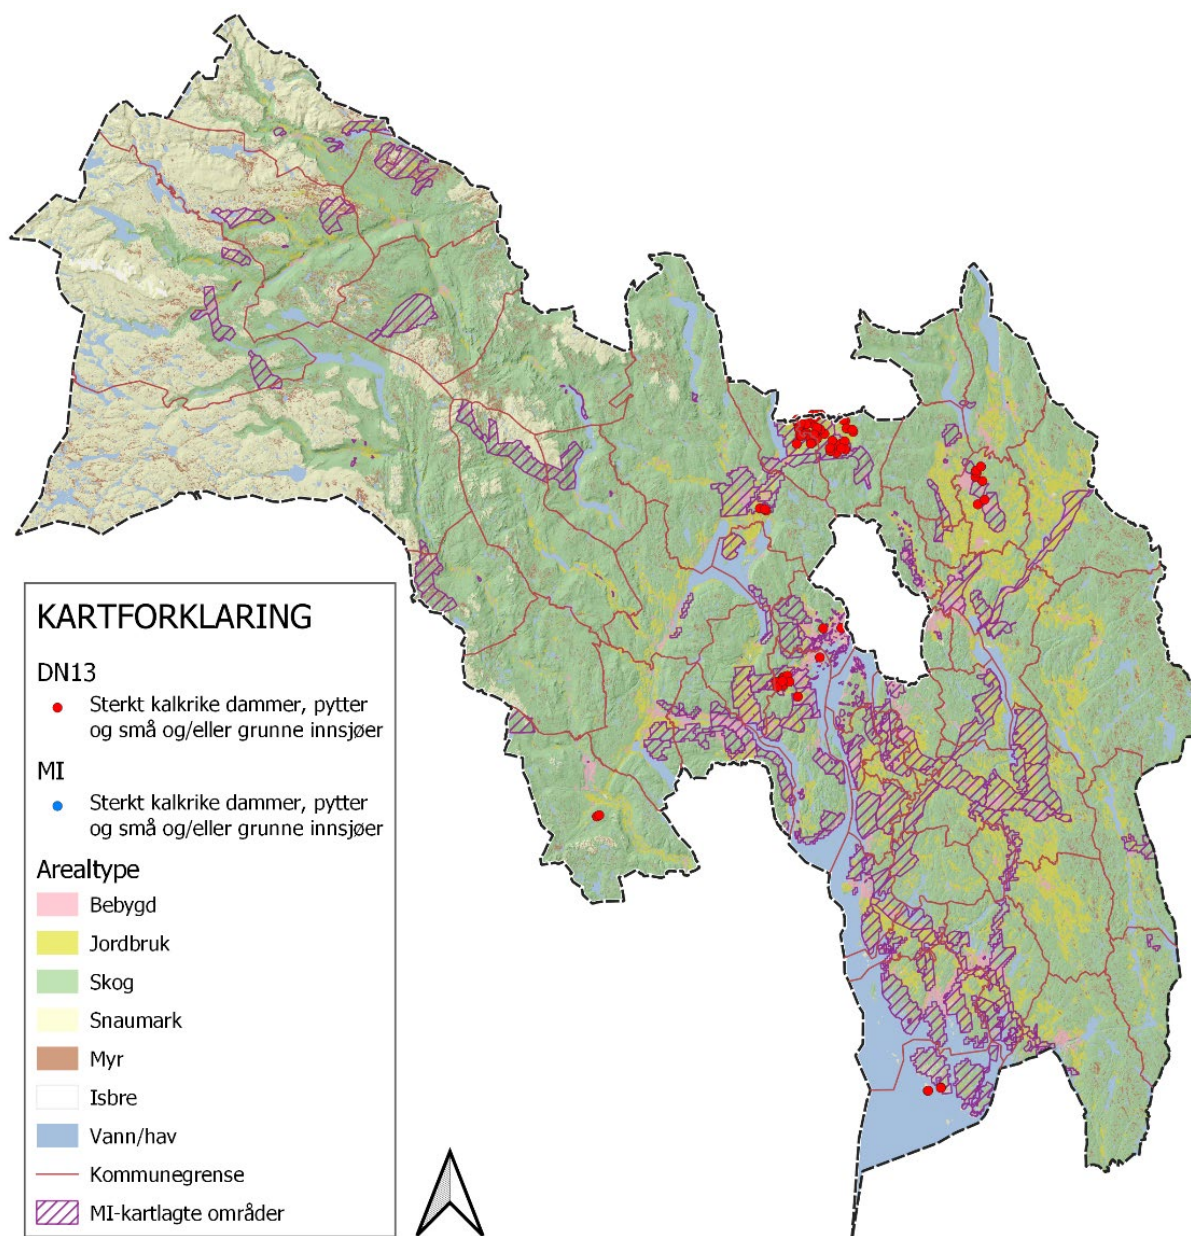 KARTFORKLARING
DN13
Sterkt kalkrike dammer, pytter
og små og/eller grunne innsjøer
MI
Sterkt kalkrike dammer, pytter
og små og/eller grunne innsjøer
Arealtype
Bebygd
Jordbruk
Skog
Snaumark
Myr
Isbre
Vann/hav
Kommunegrense
MI-kartlagte områder